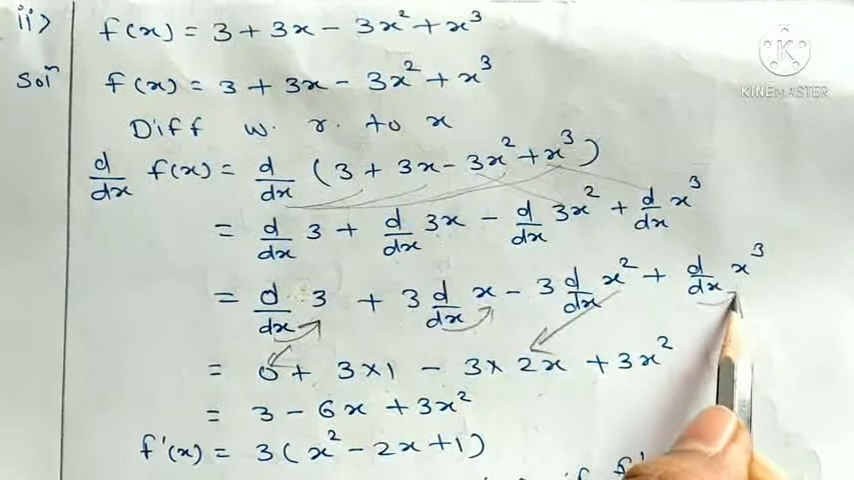 ii> f(x) = 3 + 3x - 3x² + x³
K
KINEMASTER
Solⁿ f(x) = 3 + 3x - 3x² + x³
Diff w. r. to x
d/dx f(x) = d/dx (3 + 3x - 3x² + x³)
= d/dx 3 + d/dx 3x - d/dx 3x² + d/dx x³
= d/dx 3 + 3 d/dx x - 3 d/dx x² + d/dx x³
= 0 + 3×1 - 3× 2x + 3x²
= 3 - 6x + 3x²
f'(x) = 3(x² - 2x + 1)